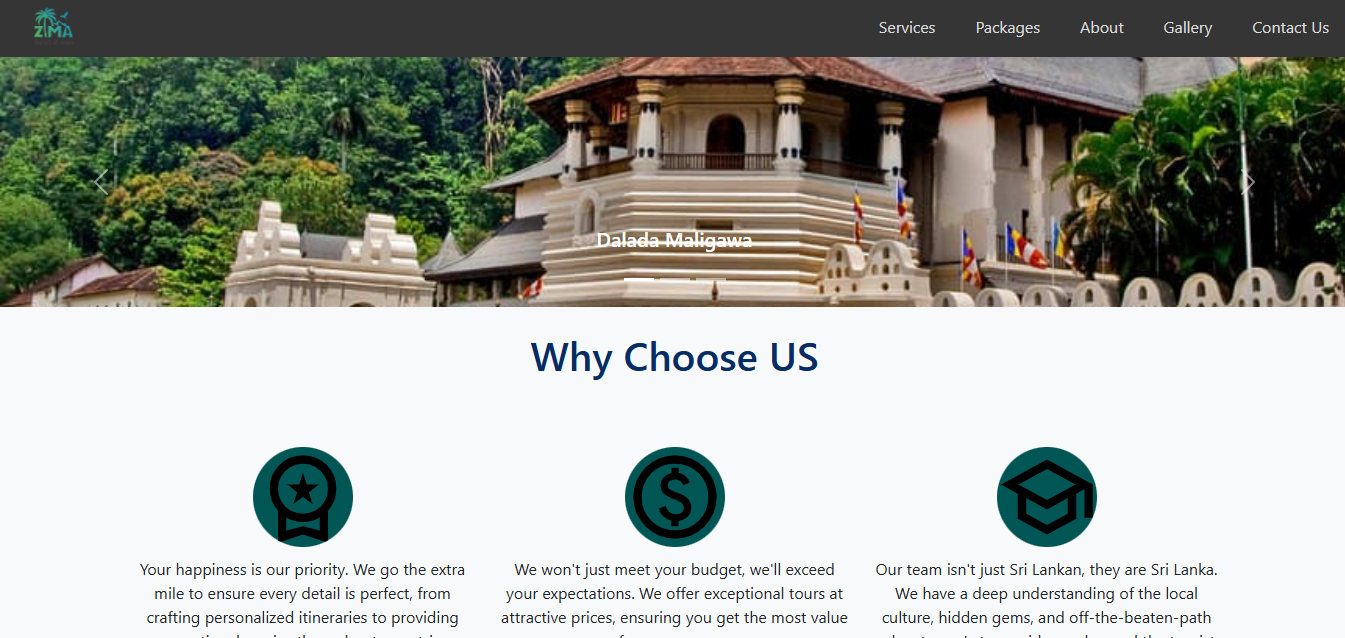 ZIMA
Services Packages About Gallery Contact Us
Dalada Maligawa
Why Choose US
Your happiness is our priority. We go the extra
mile to ensure every detail is perfect, from
crafting personalized itineraries to providing
We won't just meet your budget, we'll exceed
your expectations. We offer exceptional tours at
attractive prices, ensuring you get the most value
Our team isn't just Sri Lankan, they are Sri Lanka.
We have a deep understanding of the local
culture, hidden gems, and off-the-beaten-path